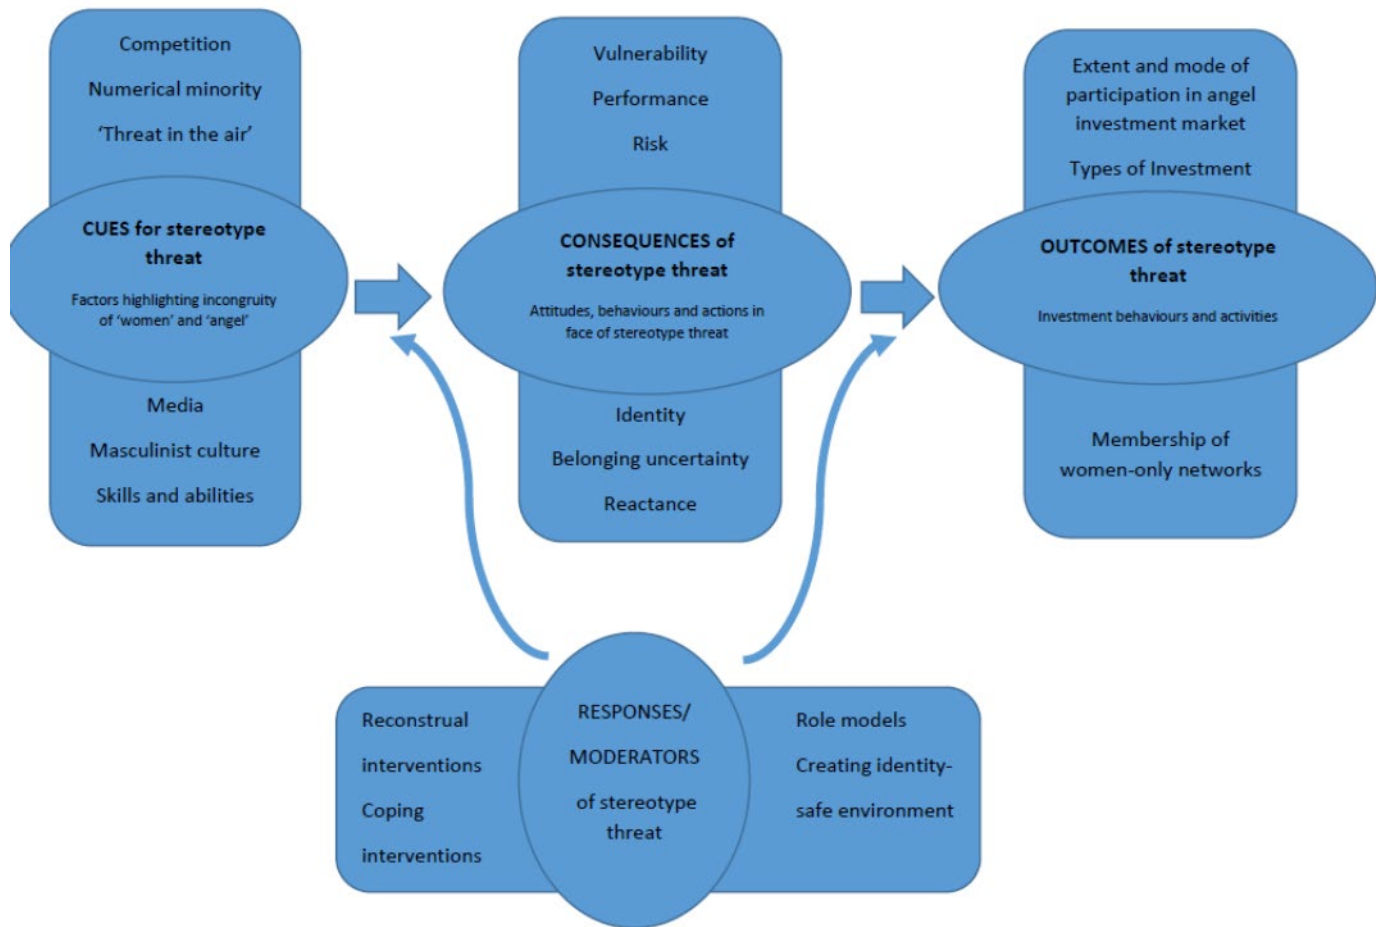 Competition
Numerical minority
‘Threat in the air’
CUES for stereotype
threat
Factors highlighting incongruity
of ‘women’ and ‘angel’
Media
Masculinist culture
Skills and abilities
Vulnerability
Performance
Risk
CONSEQUENCES of
stereotype threat
Attitudes, behaviours and actions in
face of stereotype threat
Identity
Belonging uncertainty
Reactance
Extent and mode of
participation in angel
investment market
Types of Investment
OUTCOMES of stereotype
threat
Investment behaviours and activities
Membership of
women-only networks
Reconstrual
interventions
Coping
interventions
RESPONSES/
MODERATORS
of stereotype
threat
Role models
Creating identity-
safe environment